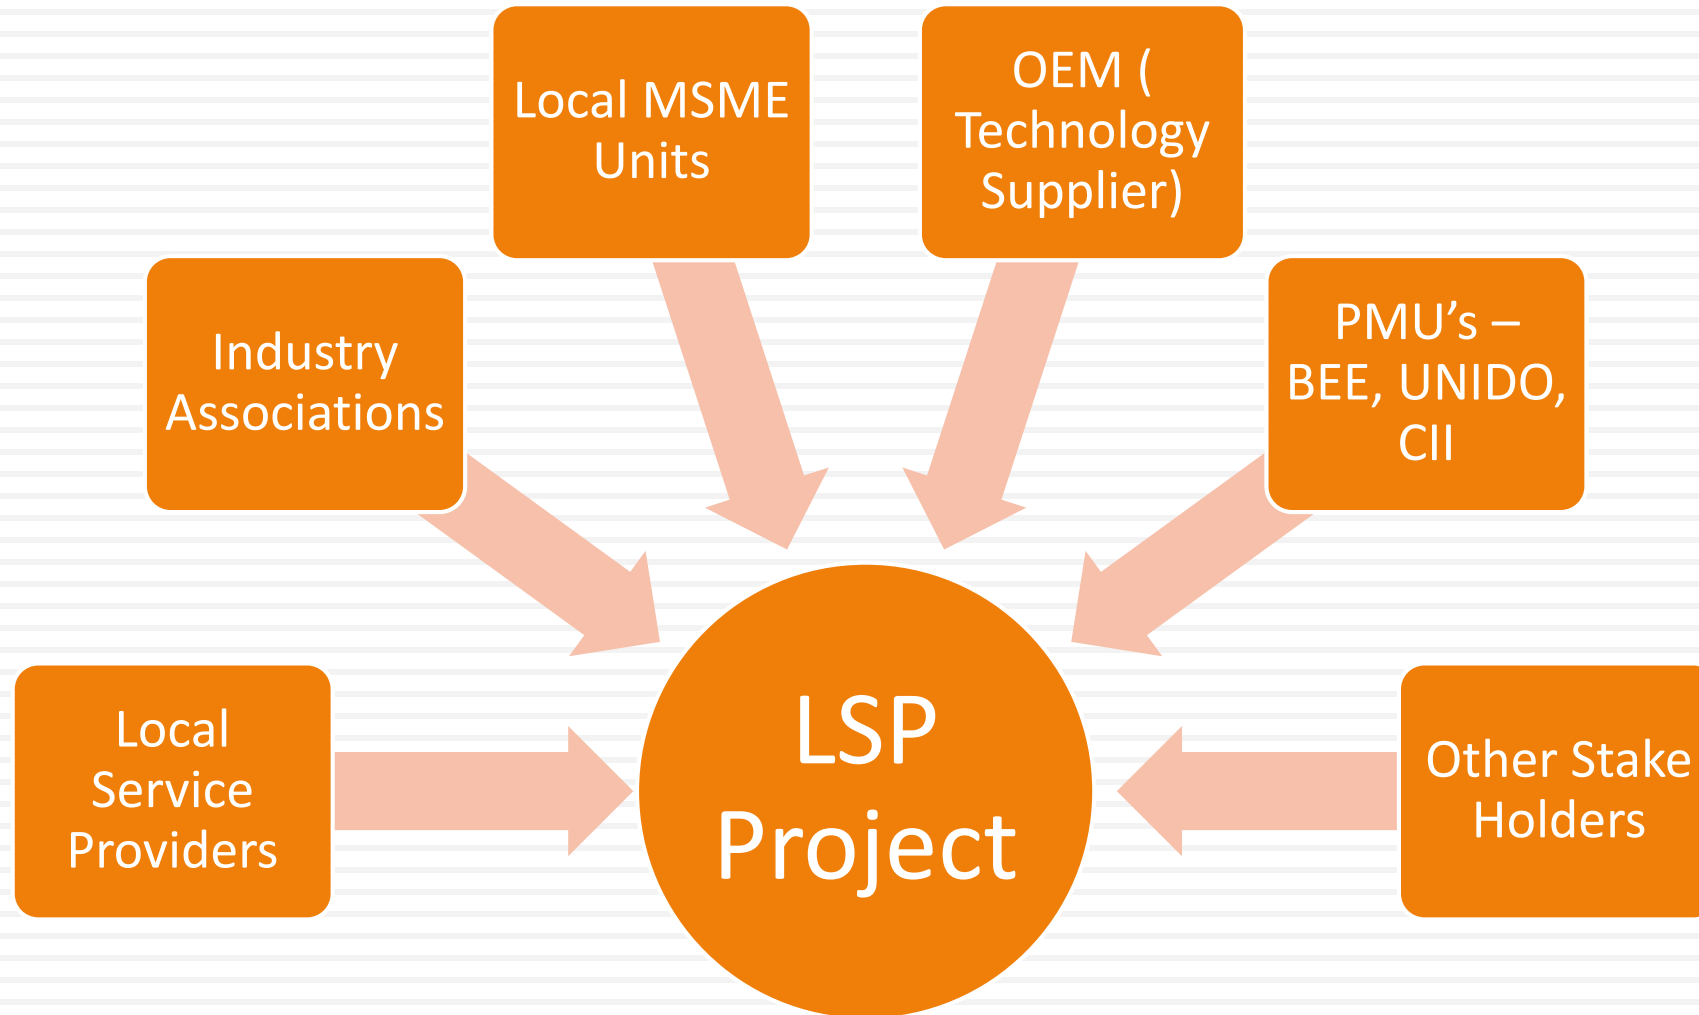 Local MSME
Units
OEM (
Technology
Supplier)
Industry
Associations
PMU’s –
BEE, UNIDO,
CII
Local
Service
Providers
LSP
Project
Other Stake
Holders